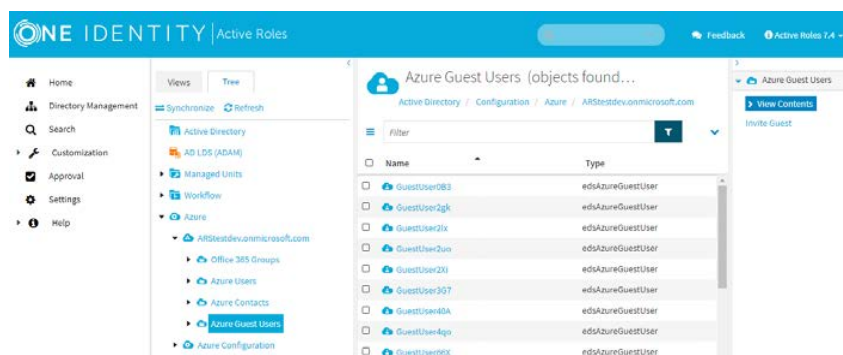 ONE IDENTITY | Active Roles
Feedback
Active Roles 7.4
Home
Directory Management
Search
Customization
Approval
Settings
Help
Views
Tree
Synchronize
Refresh
Active Directory
AD LDS (ADAM)
Managed Units
Workflow
Azure
ARStestdev.onmicrosoft.com
Office 365 Groups
Azure Users
Azure Contacts
Azure Guest Users
Azure Configuration
Azure Guest Users (objects found...
Active Directory / Configuration / Azure / ARStestdev.onmicrosoft.com
Filter
Name Type
GuestUser0B3 edsAzureGuestUser
GuestUser2gk edsAzureGuestUser
GuestUser2lx edsAzureGuestUser
GuestUser2uo edsAzureGuestUser
GuestUser2Xi edsAzureGuestUser
GuestUser3G7 edsAzureGuestUser
GuestUser40A edsAzureGuestUser
GuestUser4qo edsAzureGuestUser
edsAzureGuestUser
Azure Guest Users
View Contents
Invite Guest